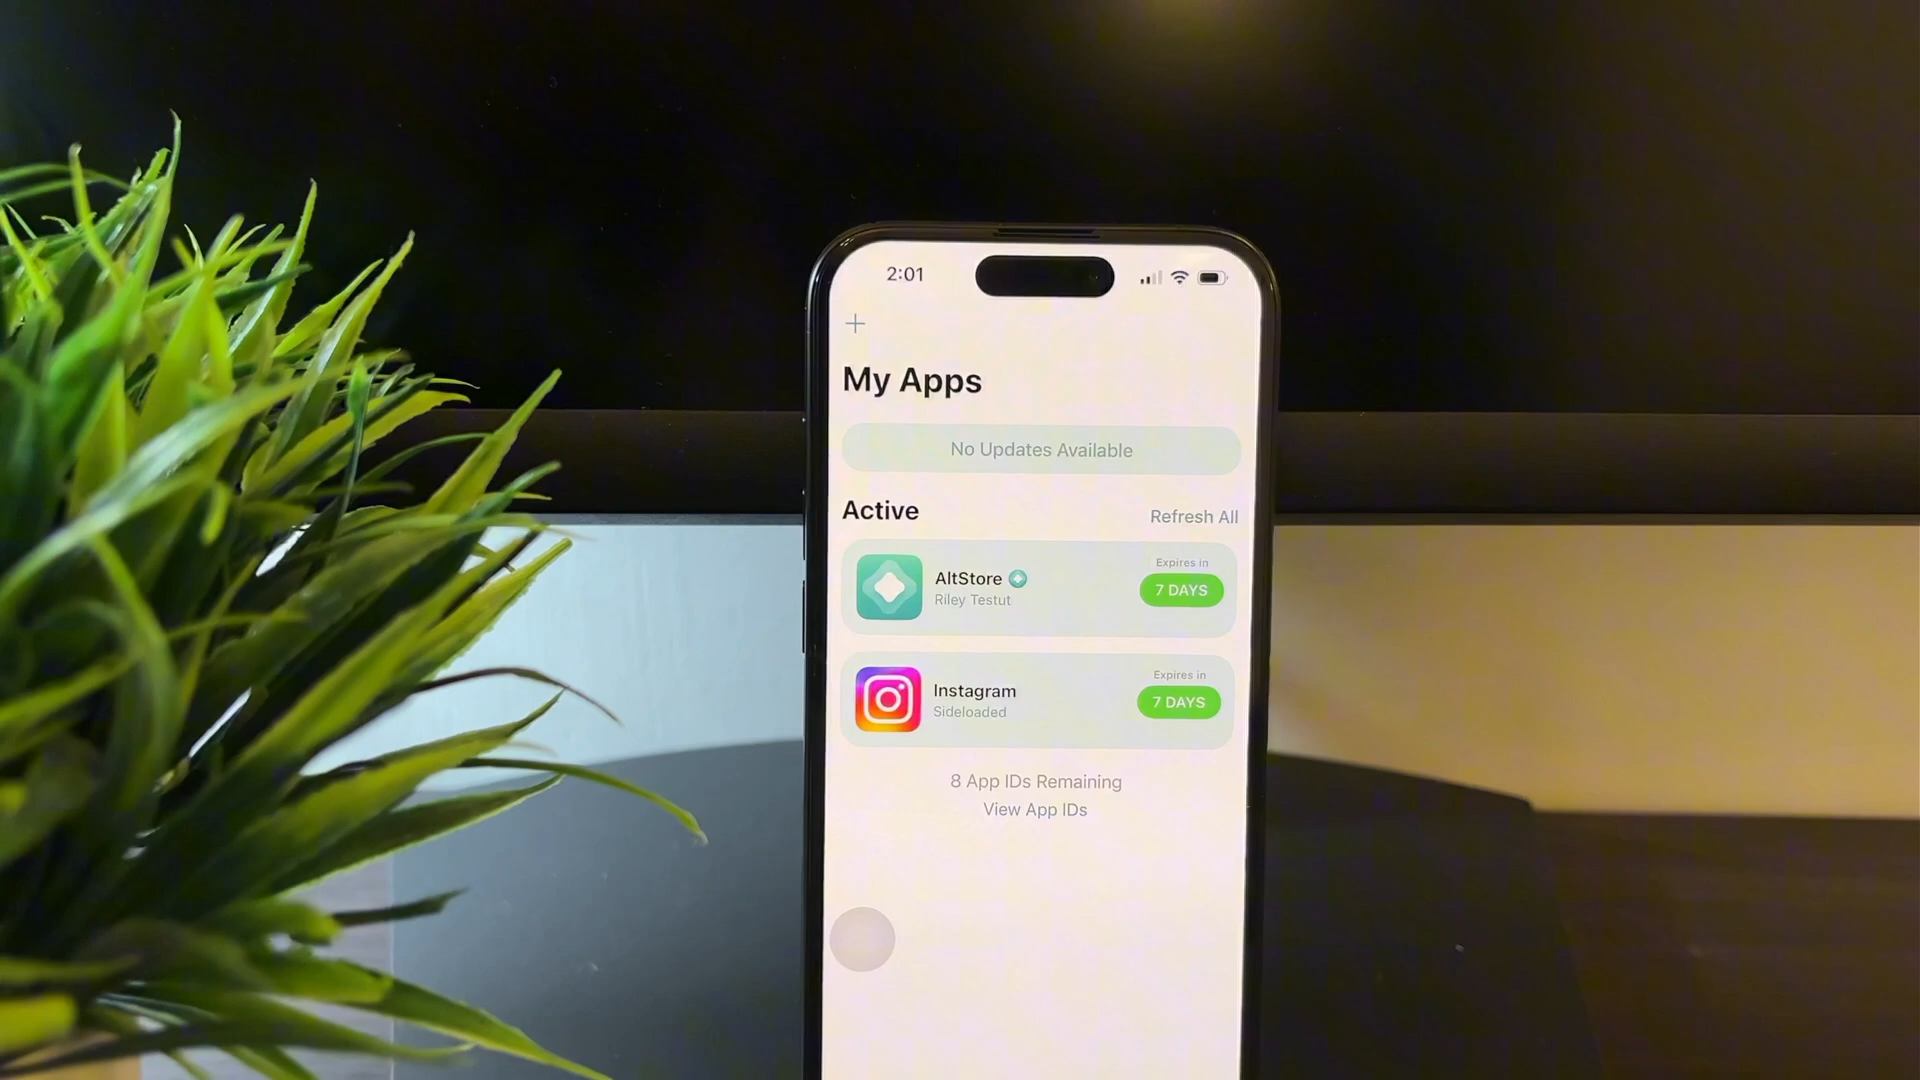 2:01
+
My Apps
No Updates Available
Active
Refresh All
AltStore
Riley Testut
Expires in
7 DAYS
Instagram
Sideloaded
Expires in
7 DAYS
8 App IDs Remaining
View App IDs